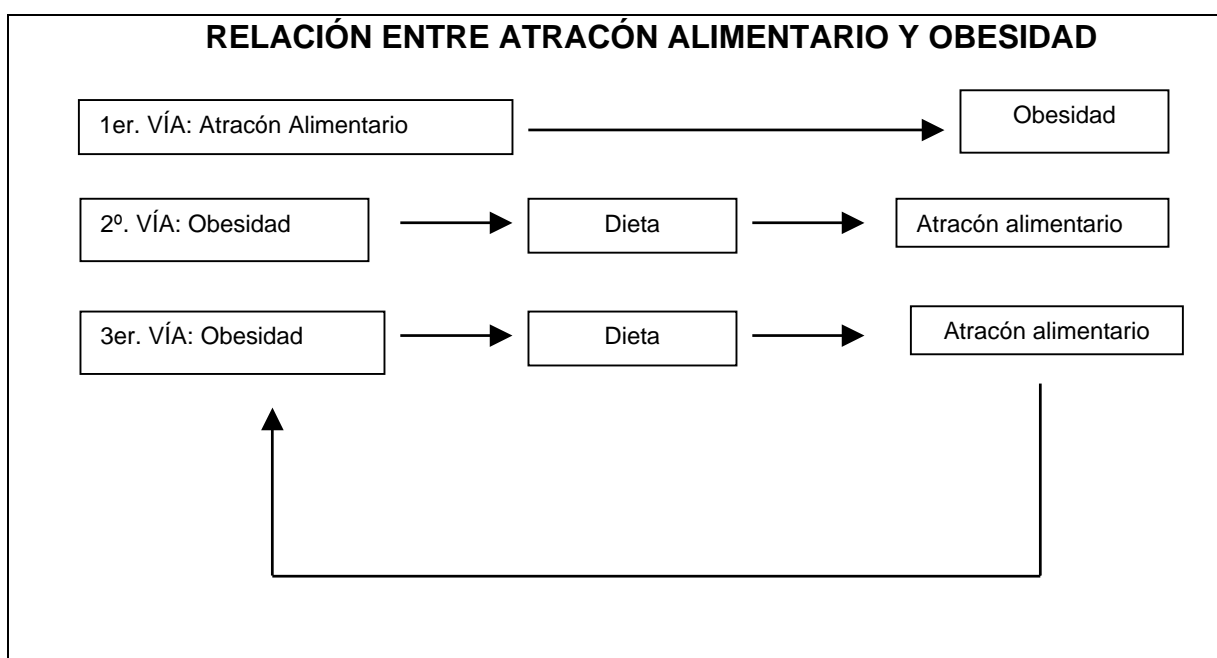 RELACIÓN ENTRE ATRACÓN ALIMENTARIO Y OBESIDAD
1er. VÍA: Atracón Alimentario
Obesidad
2º. VÍA: Obesidad
Dieta
Atracón alimentario
3er. VÍA: Obesidad
Dieta
Atracón alimentario